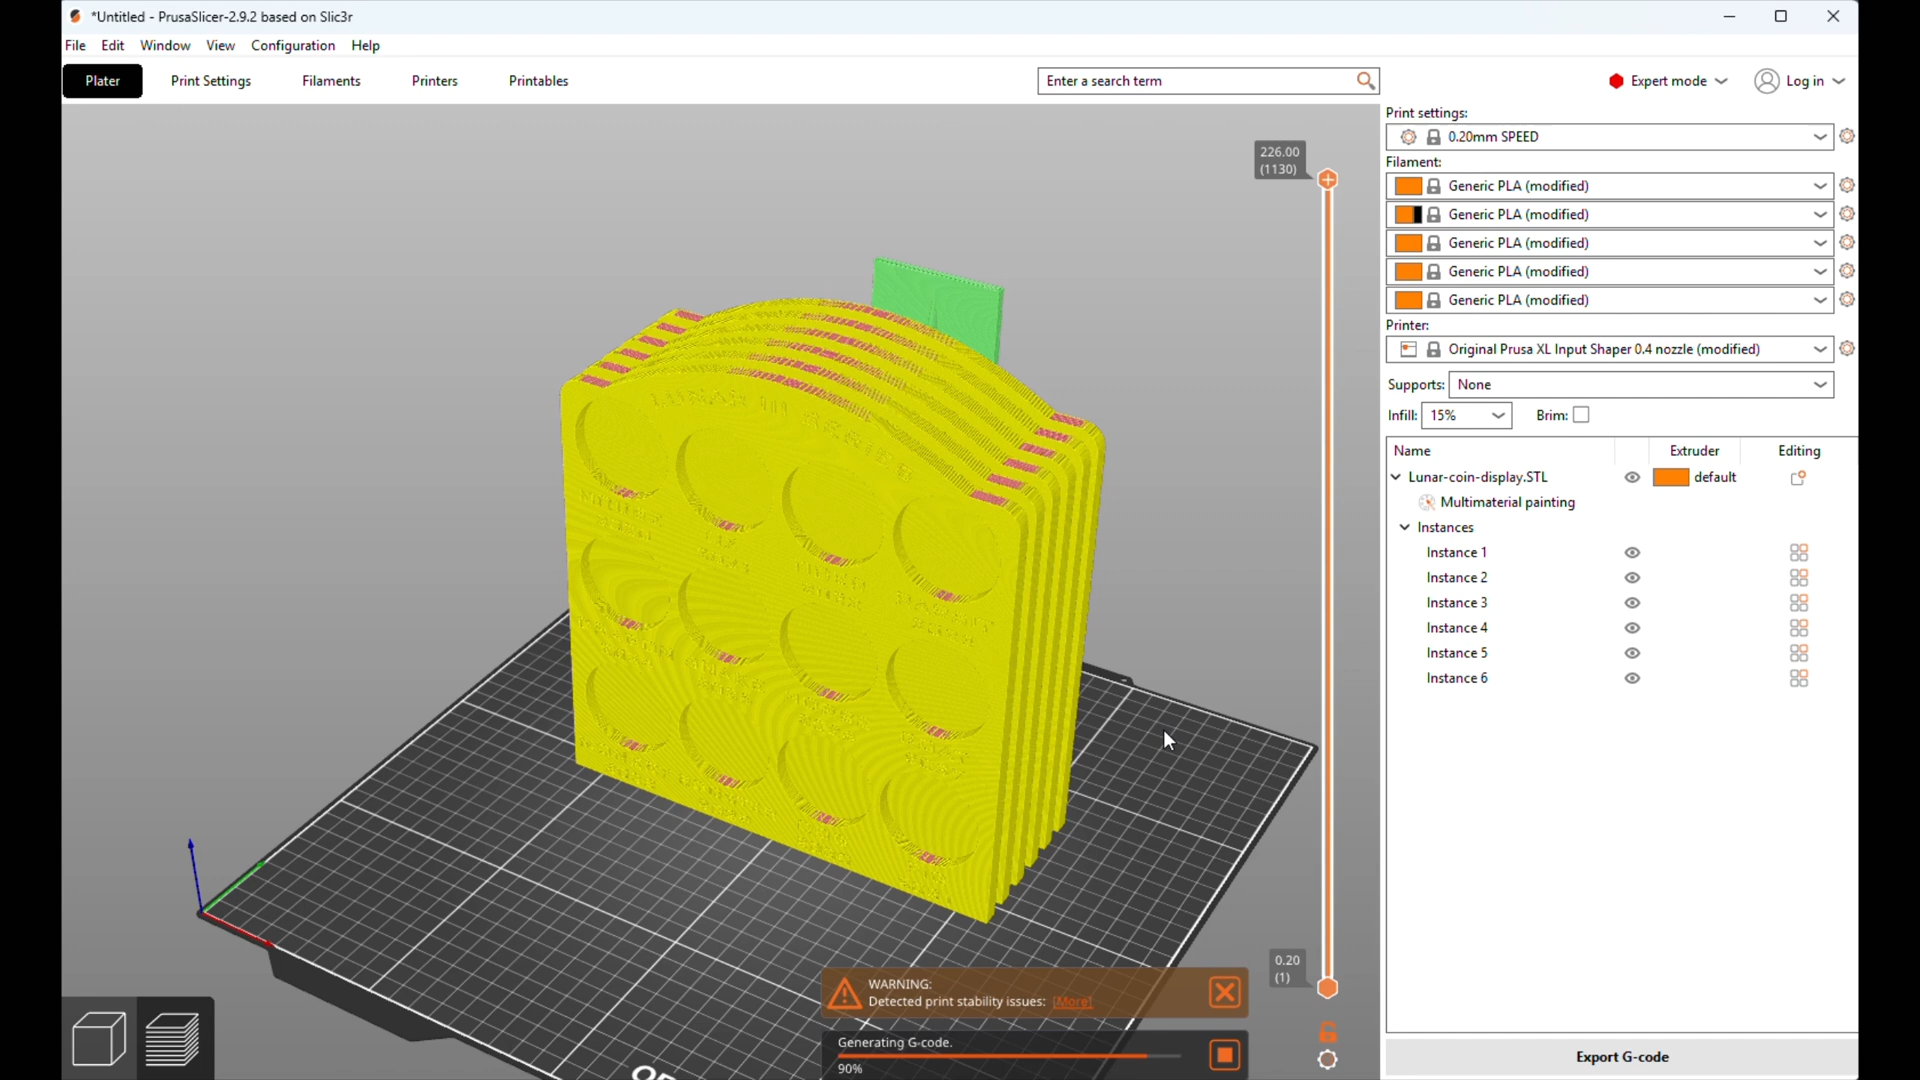 *Untitled - PrusaSlicer-2.9.2 based on Slic3r
File Edit Window View Configuration Help
Plater Print Settings Filaments Printers Printables
Enter a search term
Expert mode
Log in
226.00
(1130)
Print settings:
0.20mm SPEED
Filament:
Generic PLA (modified)
Generic PLA (modified)
Generic PLA (modified)
Generic PLA (modified)
Generic PLA (modified)
Printer:
Original Prusa XL Input Shaper 0.4 nozzle (modified)
Supports: None
Infill: 15% Brim:
Name Extruder Editing
Lunar-coin-display.STL default
Multimaterial painting
Instances
Instance 1
Instance 2
Instance 3
Instance 4
Instance 5
Instance 6
LUNAR III SERIES
0.20
(1)
WARNING:
Detected print stability issues: [More]
Generating G-code.
90%
Export G-code